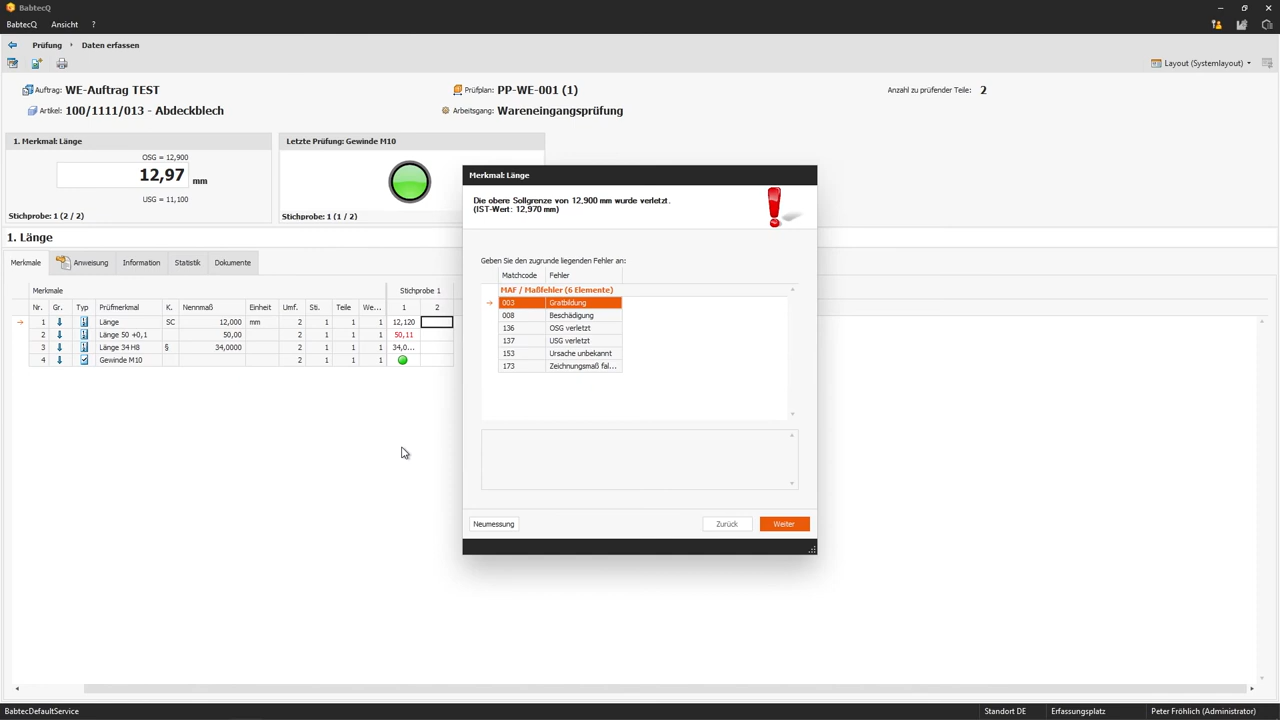 BabtecQ
BabtecQ Ansicht ?
Prüfung Daten erfassen
Layout (Systemlayout)
Auftrag: WE-Auftrag TEST
Prüfplan: PP-WE-001 (1)
Anzahl zu prüfender Teile: 2
Artikel: 100/1111/013 - Abdeckblech
Arbeitsgang: Wareneingangsprüfung
1. Merkmal: Länge
OSG = 12,900
12,97 mm
USG = 11,100
Stichprobe: 1 (2 / 2)
Letzte Prüfung: Gewinde M10
Stichprobe: 1 (1 / 2)
1. Länge
Merkmale Anweisung Information Statistik Dokumente
Merkmale Stichprobe 1
Nr. Gr. Typ Prüfmerkmal K. Nennmaß Einheit Umf. Sti. Teile We... 1 2
1 Länge SC 12,000 mm 2 1 1 1 12,120
2 Länge 50 +0,1 50,00 2 1 1 1 50,11
3 Länge 34 H8 § 34,0000 2 1 1 1 34,0...
4 Gewinde M10 2 1 1 1
Merkmal: Länge
Die obere Sollgrenze von 12,900 mm wurde verletzt.
(IST-Wert: 12,970 mm)
Geben Sie den zugrunde liegenden Fehler an:
Matchcode Fehler
MAF / Maßfehler (6 Elemente)
003 Gratbildung
008 Beschädigung
136 OSG verletzt
137 USG verletzt
153 Ursache unbekannt
173 Zeichnungsmaß fal...
Neumessung Zurück Weiter
BabtecDefaultService Standort DE Erfassungsplatz Peter Fröhlich (Administrator)